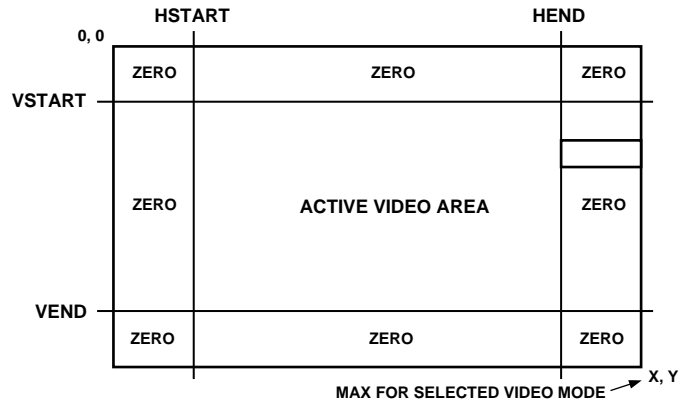 HSTART HEND
0, 0
ZERO ZERO ZERO
VSTART
ZERO ACTIVE VIDEO AREA ZERO
VEND
ZERO ZERO ZERO
X, Y
MAX FOR SELECTED VIDEO MODE